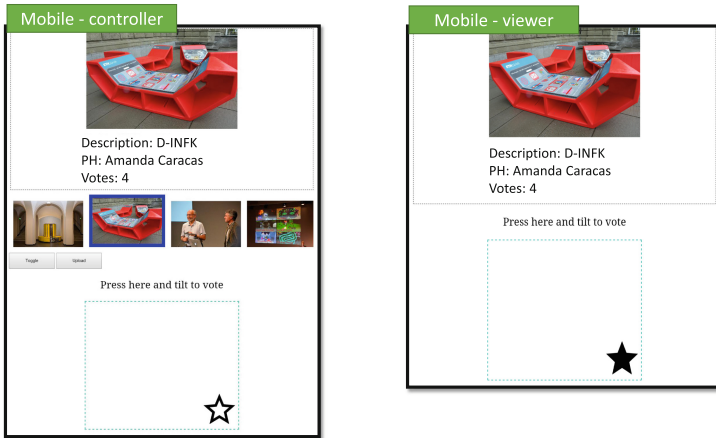 Mobile - controller
Description: D-INFK
PH: Amanda Caracas
Votes: 4
Toggle
Upload
Press here and tilt to vote
Mobile - viewer
Description: D-INFK
PH: Amanda Caracas
Votes: 4
Press here and tilt to vote